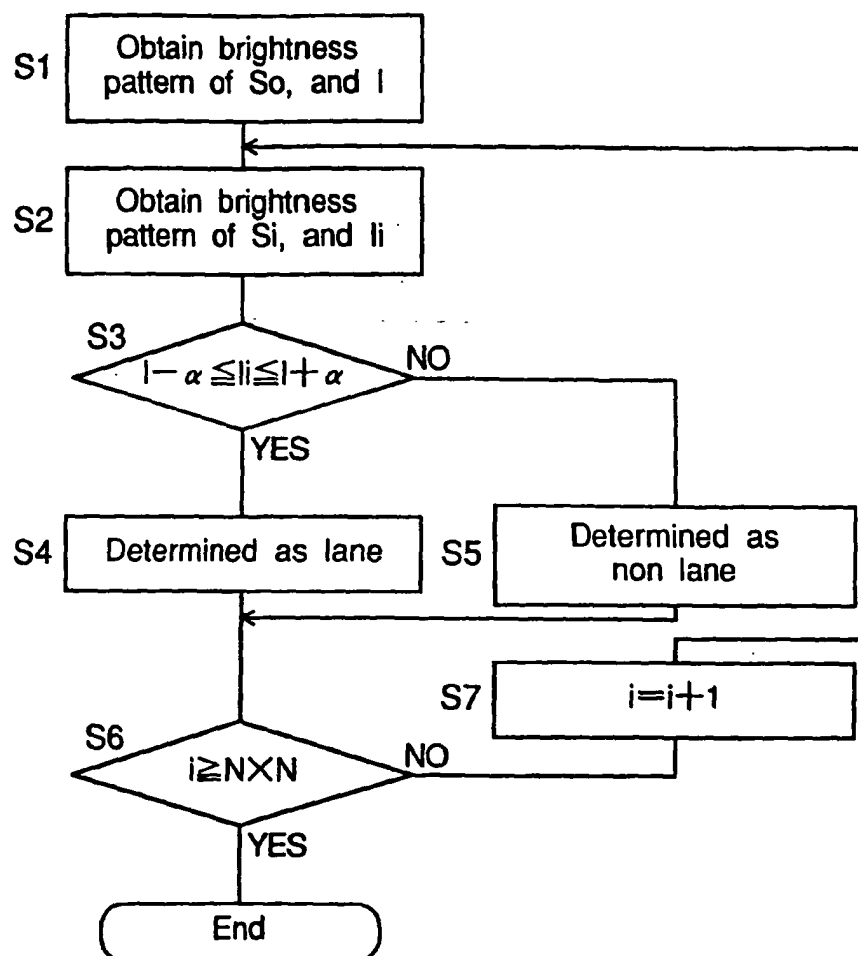 S1
Obtain brightness
pattern of So, and I
S2
Obtain brightness
pattern of Si, and Ii
S3
I－α≦Ii≦I＋α
NO
YES
S4
Determined as lane
S5
Determined as
non lane
S7
i=i+1
S6
i≧N×N
NO
YES
End